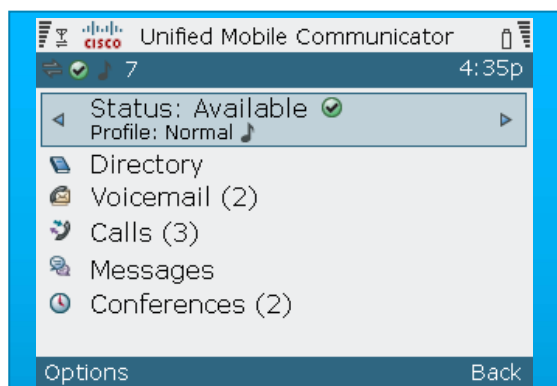 CISCO Unified Mobile Communicator
7 4:35p
Status: Available
Profile: Normal
Directory
Voicemail (2)
Calls (3)
Messages
Conferences (2)
Options Back